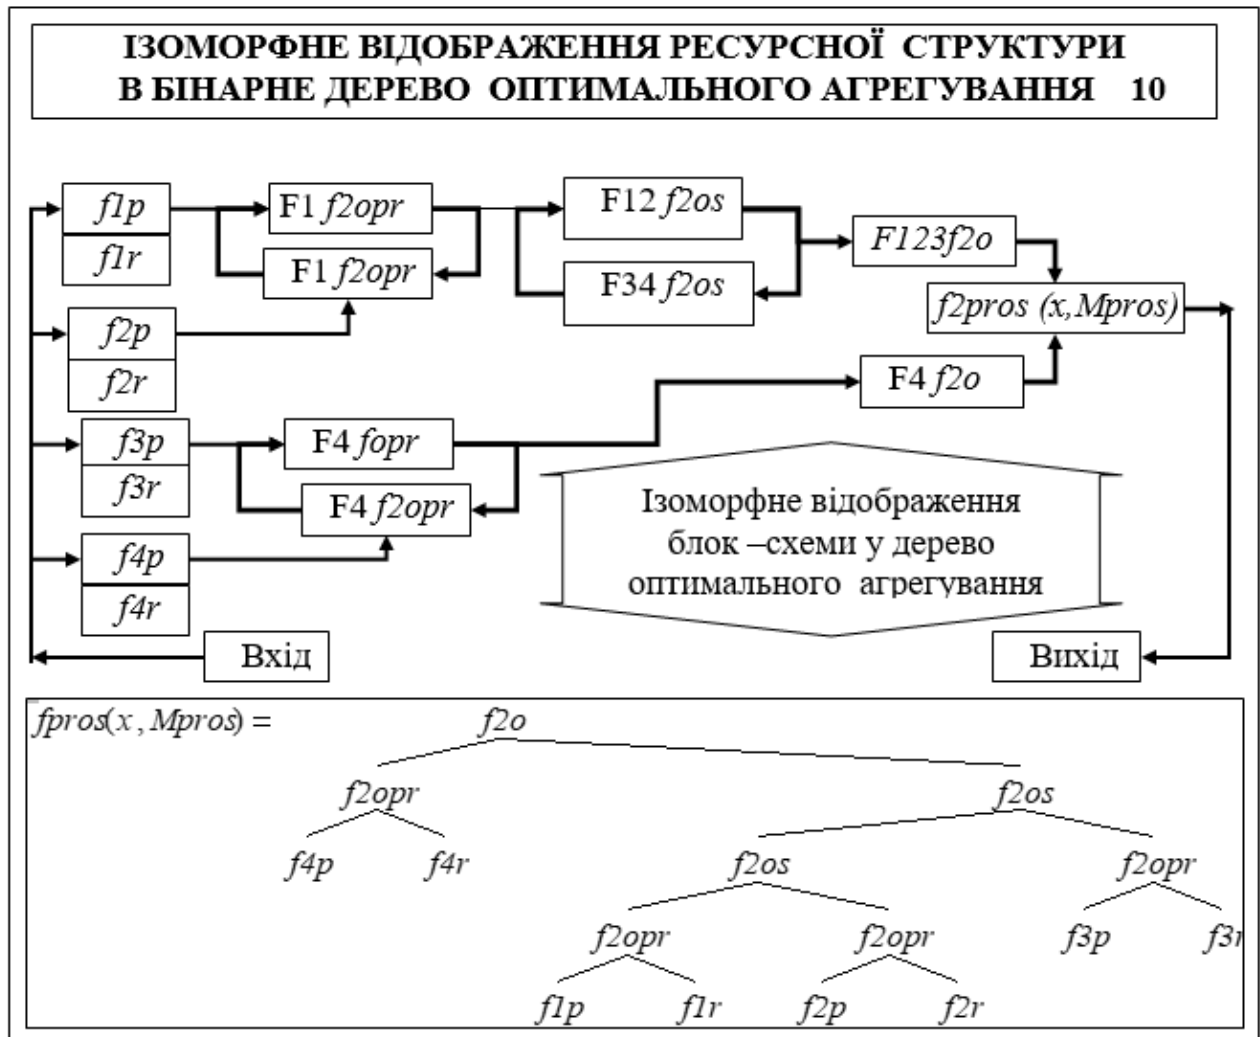 ІЗОМОРФНЕ ВІДОБРАЖЕННЯ РЕСУРСНОЇ СТРУКТУРИ
В БІНАРНЕ ДЕРЕВО ОПТИМАЛЬНОГО АГРЕГУВАННЯ 10
f1p
f1r
F1 f2opr
F1 f2opr
F12 f2os
F34 f2os
F123f2o
f2pros (x,Mpros)
f2p
f2r
F4 f2o
f3p
f3r
F4 fopr
F4 f2opr
f4p
f4r
Ізоморфне відображення
блок –схеми у дерево
оптимального агрегування
Вхід
Вихід
fpros(x, Mpros) = f2o
f2opr f2os
f4p f4r f2os f2opr
f2opr f2opr f3p f3r
f1p f1r f2p f2r